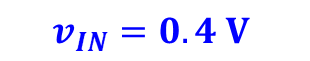 v_IN = 0.4 V